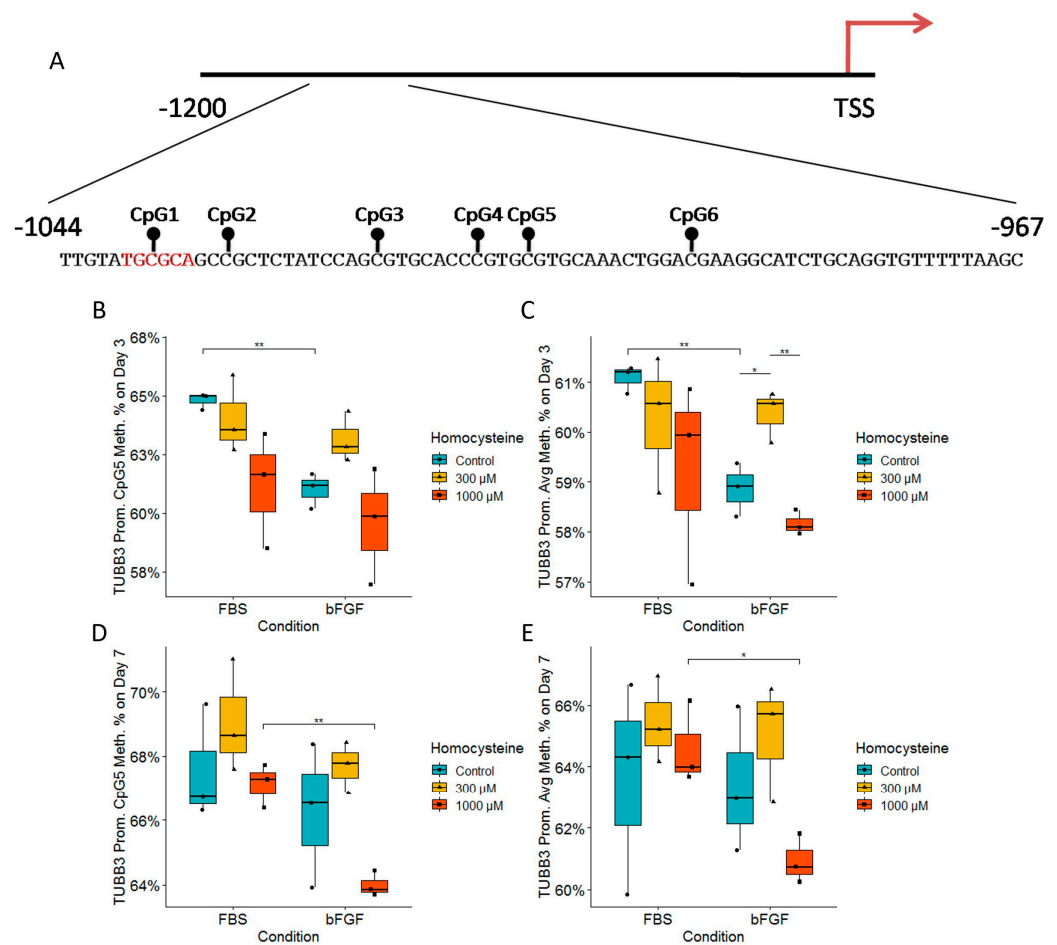 A
-1200
TSS
-1044
CpG1 CpG2 CpG3 CpG4 CpG5 CpG6
-967
TTGTATGCGCAGCCGCTCTATCCAGCGTGCACCCGTGCGTGCAAACTGGACGAAGGCATCTGCAGGTGTTTTTAAGC
B
TUBB3 Prom. CpG5 Meth. % on Day 3
68%
65%
63%
60%
58%
**
FBS bFGF
Condition
Homocysteine
Control
300 µM
1000 µM
C
TUBB3 Prom. Avg Meth. % on Day 3
61%
60%
59%
58%
57%
**
*
**
FBS bFGF
Condition
Homocysteine
Control
300 µM
1000 µM
D
TUBB3 Prom. CpG5 Meth. % on Day 7
70%
68%
66%
64%
**
FBS bFGF
Condition
Homocysteine
Control
300 µM
1000 µM
E
TUBB3 Prom. Avg Meth. % on Day 7
66%
64%
62%
60%
*
FBS bFGF
Condition
Homocysteine
Control
300 µM
1000 µM